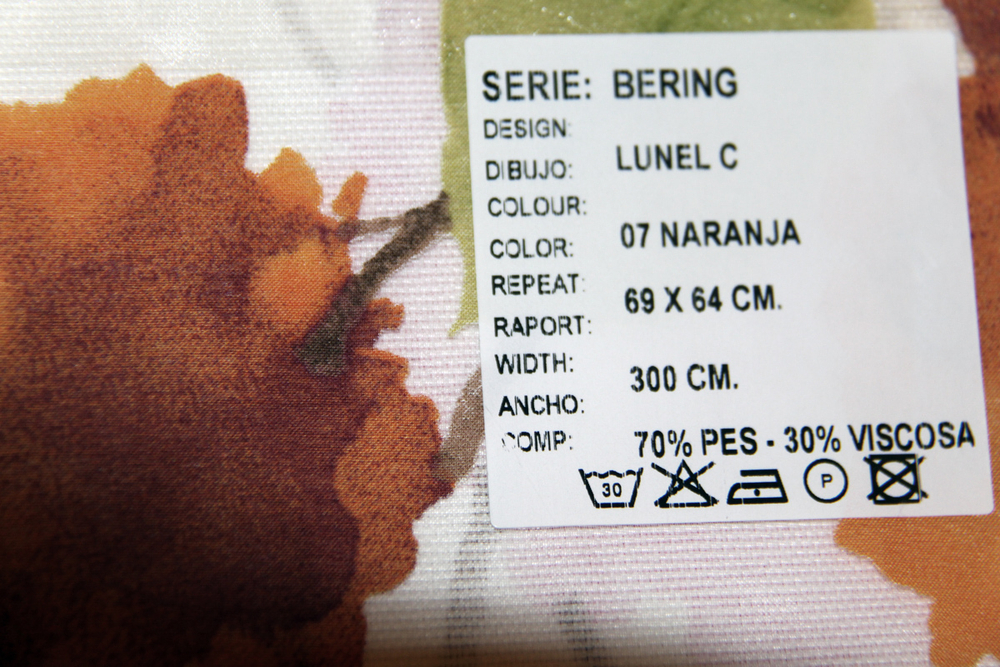 SERIE: BERING
DESIGN:
DIBUJO: LUNEL C
COLOUR:
COLOR: 07 NARANJA
REPEAT:
RAPORT: 69 X 64 CM.
WIDTH:
ANCHO: 300 CM.
COMP: 70% PES - 30% VISCOSA
30 P